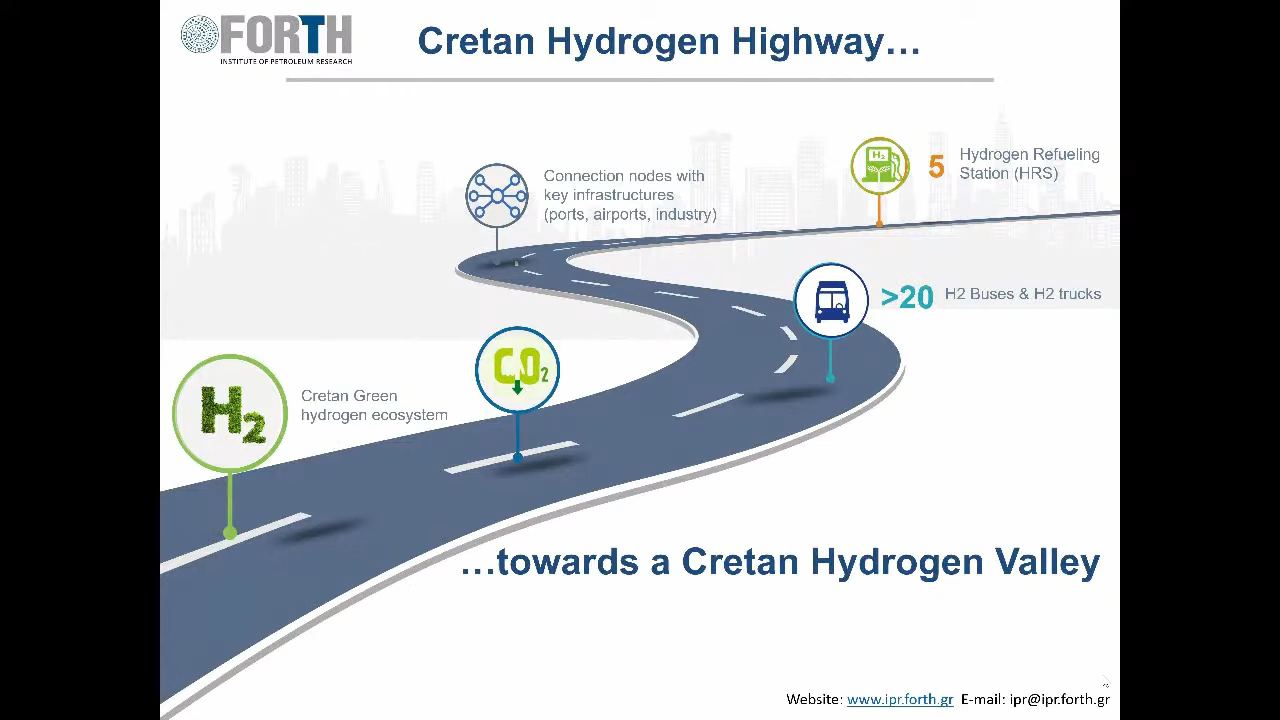 FORTH
INSTITUTE OF PETROLEUM RESEARCH
Cretan Hydrogen Highway…
H₂
5
Hydrogen Refueling
Station (HRS)
Connection nodes with
key infrastructures
(ports, airports, industry)
>20
H2 Buses & H2 trucks
CO₂
H₂
Cretan Green
hydrogen ecosystem
…towards a Cretan Hydrogen Valley
Website: www.ipr.forth.gr E-mail: ipr@ipr.forth.gr